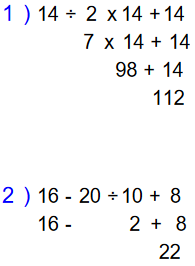 1 ) 14 ÷ 2 x 14 + 14
7 x 14 + 14
98 + 14
112
2 ) 16 - 20 ÷ 10 + 8
16 - 2 + 8
22